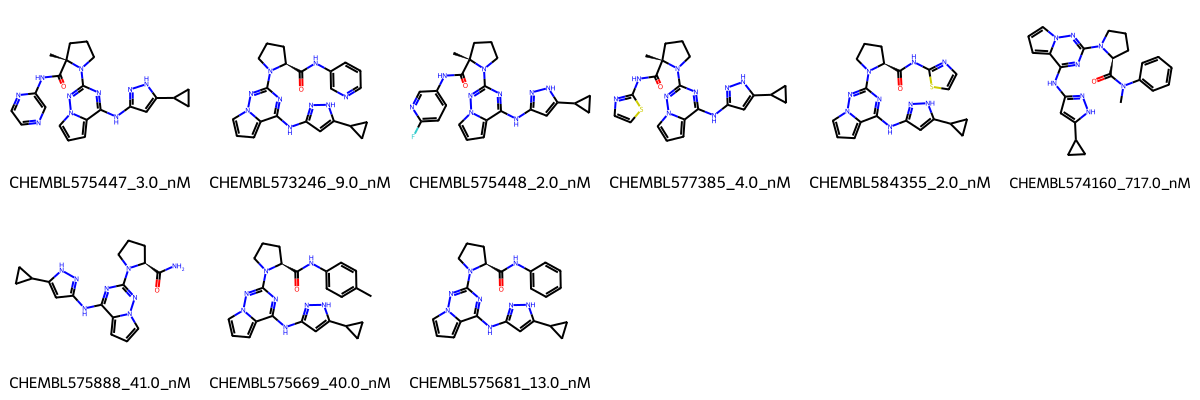 CHEMBL575447_3.0_nM
CHEMBL573246_9.0_nM
CHEMBL575448_2.0_nM
CHEMBL577385_4.0_nM
CHEMBL584355_2.0_nM
CHEMBL574160_717.0_nM
CHEMBL575888_41.0_nM
CHEMBL575669_40.0_nM
CHEMBL575681_13.0_nM